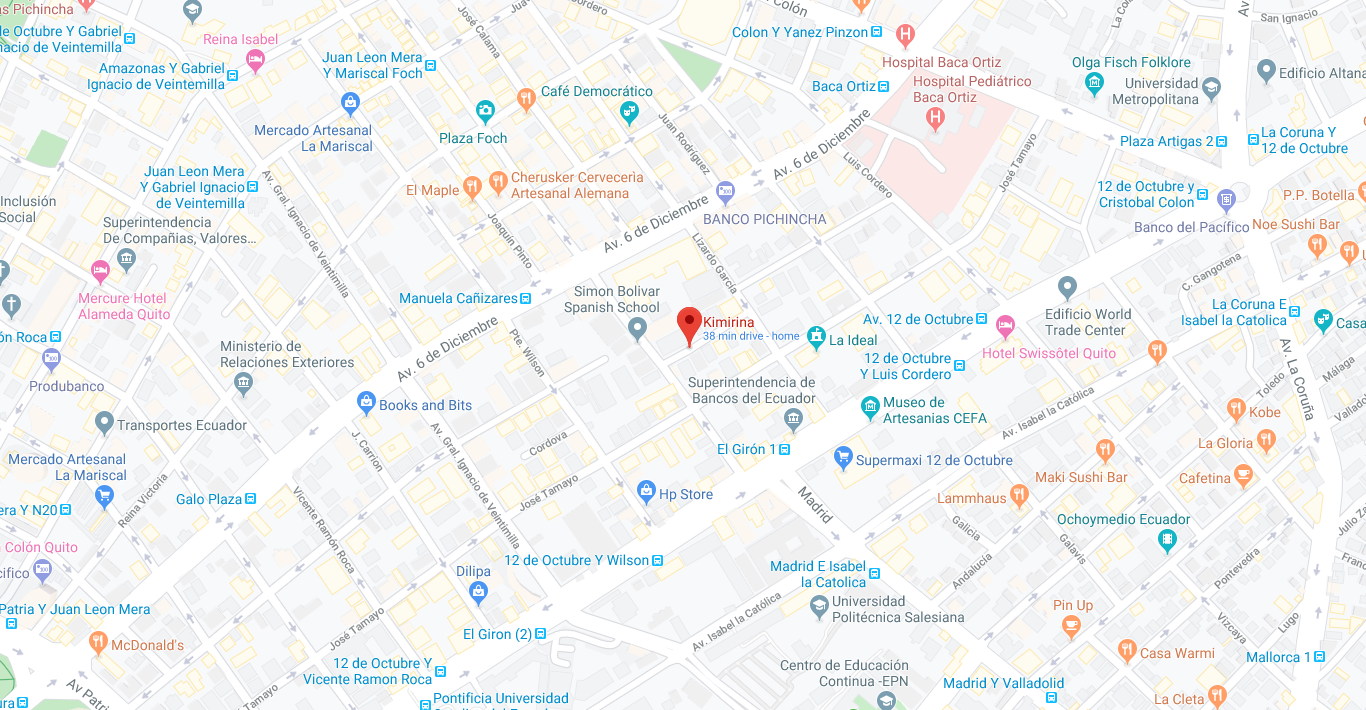 as Pichincha
Colón
Av
San Ignacio
de Octubre Y Gabriel
nacio de Veintemilla
Reina Isabel
José Calama
Colon Y Yanez Pinzon
Amazonas Y Gabriel
Ignacio de Veintemilla
Juan Leon Mera
Y Mariscal Foch
Hospital Baca Ortiz
Olga Fisch Folklore
Edificio Altana
Baca Ortiz
Hospital Pediátrico
Baca Ortiz
Universidad
Metropolitana
Café Democrático
Mercado Artesanal
La Mariscal
Plaza Foch
Juan Rodríguez
Av. 6 de Diciembre
Luis Cordero
José Tamayo
Plaza Artigas 2
La Coruna Y
12 de Octubre
Juan Leon Mera
Y Gabriel Ignacio
de Veintemilla
Av. Gral. Ignacio de Veintimilla
El Maple
Cherusker Cerveceria
Artesanal Alemana
12 de Octubre y
Cristobal Colon
P.P. Botella
Inclusión
Social
Superintendencia
De Compañias, Valores...
Joaquín Pinto
Av. 6 de Diciembre
BANCO PICHINCHA
Banco del Pacífico
Noe Sushi Bar
Lizardo García
C. Gangotena
Mercure Hotel
Alameda Quito
Manuela Cañizares
Simon Bolivar
Spanish School
Kimirina
38 min drive - home
La Ideal
Av. 12 de Octubre
Edificio World
Trade Center
La Coruna E
Isabel la Catolica
Casa
ón Roca
Ministerio de
Relaciones Exteriores
Av. 6 de Diciembre
Pte. Wilson
12 de Octubre
Y Luis Cordero
Hotel Swissôtel Quito
Av. La Coruña
Málaga
Toledo
Produbanco
Superintendencia de
Bancos del Ecuador
Av. Isabel la Católica
Valladol
Books and Bits
Museo de
Artesanias CEFA
Kobe
Transportes Ecuador
J. Carrión
Av. Gral. Ignacio de Veintimilla
Cordova
El Girón 1
La Gloria
Mercado Artesanal
La Mariscal
Supermaxi 12 de Octubre
Maki Sushi Bar
Cafetina
Reina Victoria
Galo Plaza
José Tamayo
Hp Store
Madrid
Lammhaus
era Y N20
Vicente Ramón Roca
Galicia
Ochoymedio Ecuador
Julio Za
Colón Quito
Galavis
cífico
Dilipa
12 de Octubre Y Wilson
Madrid E Isabel
la Catolica
Andalucía
Pontevedra
Franc
Patria Y Juan Leon Mera
Av. Isabel la Católica
Universidad
Politécnica Salesiana
Pin Up
Vizcaya
Lugo
McDonald's
José Tamayo
El Giron (2)
Casa Warmi
Mallorca 1
12 de Octubre Y
Vicente Ramon Roca
Centro de Educación
Continua -EPN
Madrid Y Valladolid
Av Patri
Tamayo
Pontificia Universidad
La Cleta
ura